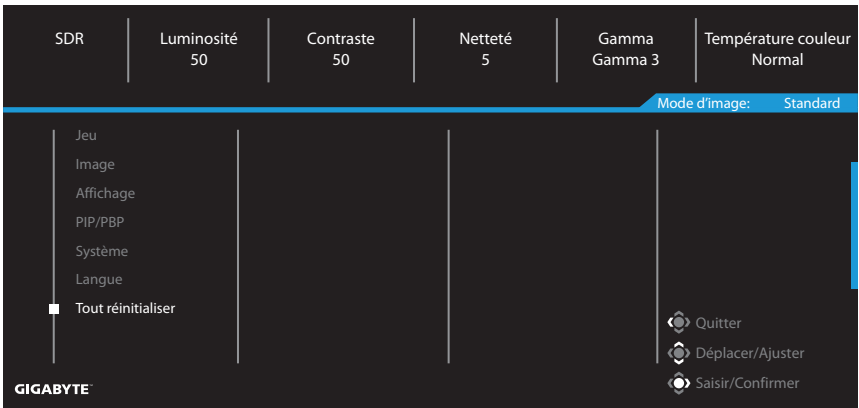 SDR
Luminosité
50
Contraste
50
Netteté
5
Gamma
Gamma 3
Température couleur
Normal
Mode d'image: Standard
Jeu
Image
Affichage
PIP/PBP
Système
Langue
Tout réinitialiser
Quitter
Déplacer/Ajuster
Saisir/Confirmer
GIGABYTE™